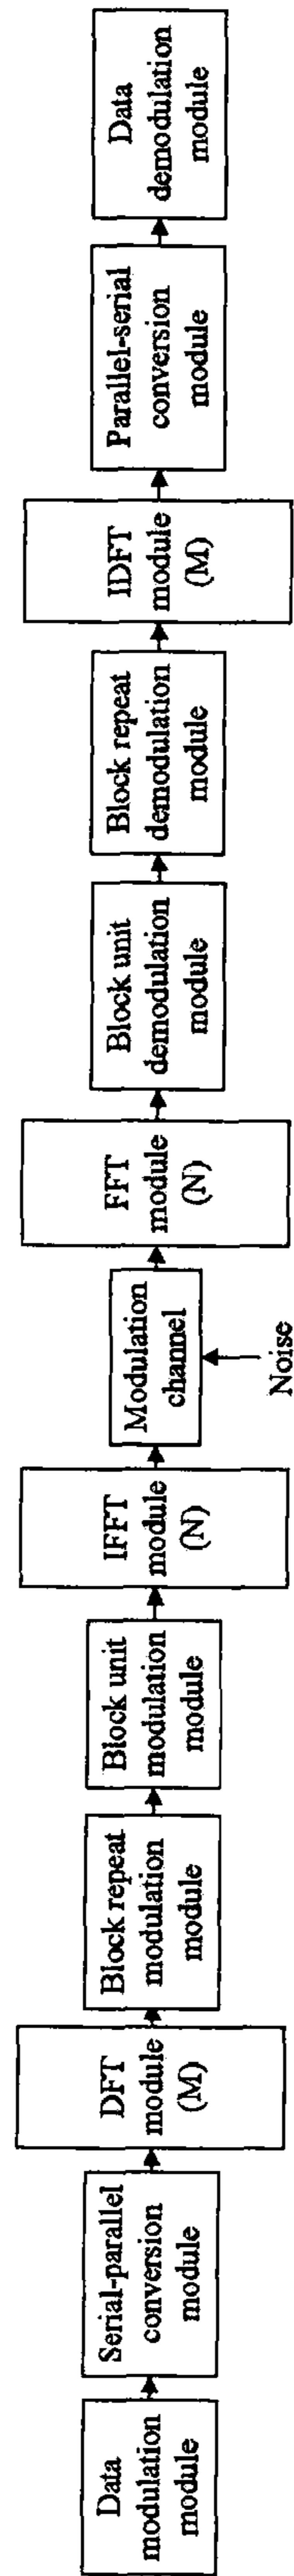 Data
modulation
module
Serial-parallel
conversion
module
DFT
module
(M)
Block repeat
modulation
module
Block unit
modulation
module
IFFT
module
(N)
Modulation
channel
Noise
FFT
module
(N)
Block unit
demodulation
module
Block repeat
demodulation
module
IDFT
module
(M)
Parallel-serial
conversion
module
Data
demodulation
module